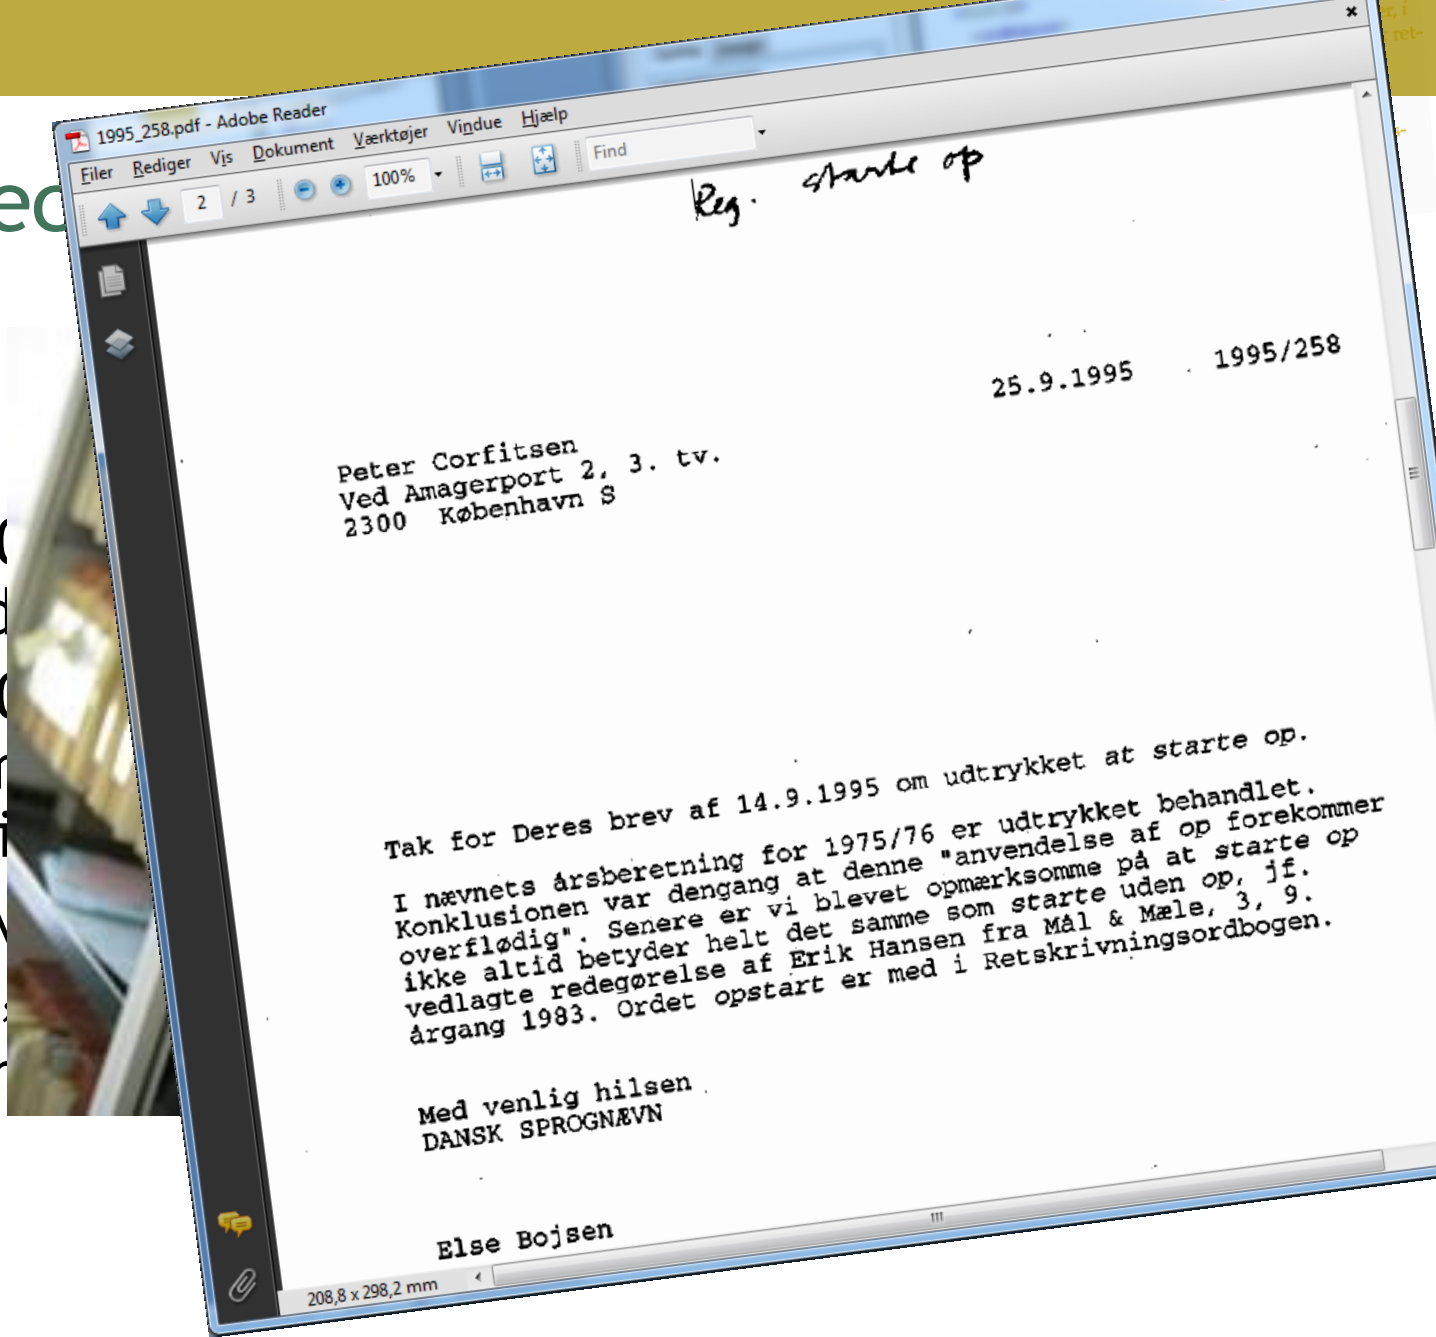 1995_258.pdf - Adobe Reader
Filer Rediger Vis Dokument Værktøjer Vindue Hjælp
2 / 3 100% Find
Reg. starte op
25.9.1995 1995/258
Peter Corfitsen
Ved Amagerport 2, 3. tv.
2300 København S
Tak for Deres brev af 14.9.1995 om udtrykket at starte op.
I nævnets årsberetning for 1975/76 er udtrykket behandlet.
Konklusionen var dengang at denne "anvendelse af op forekommer
overflødig". Senere er vi blevet opmærksomme på at starte op
ikke altid betyder helt det samme som starte uden op, jf.
vedlagte redegørelse af Erik Hansen fra Mål & Mæle, 3, 9.
årgang 1983. Ordet opstart er med i Retskrivningsordbogen.
Med venlig hilsen
DANSK SPROGNÆVN
Else Bojsen
208,8 x 298,2 mm